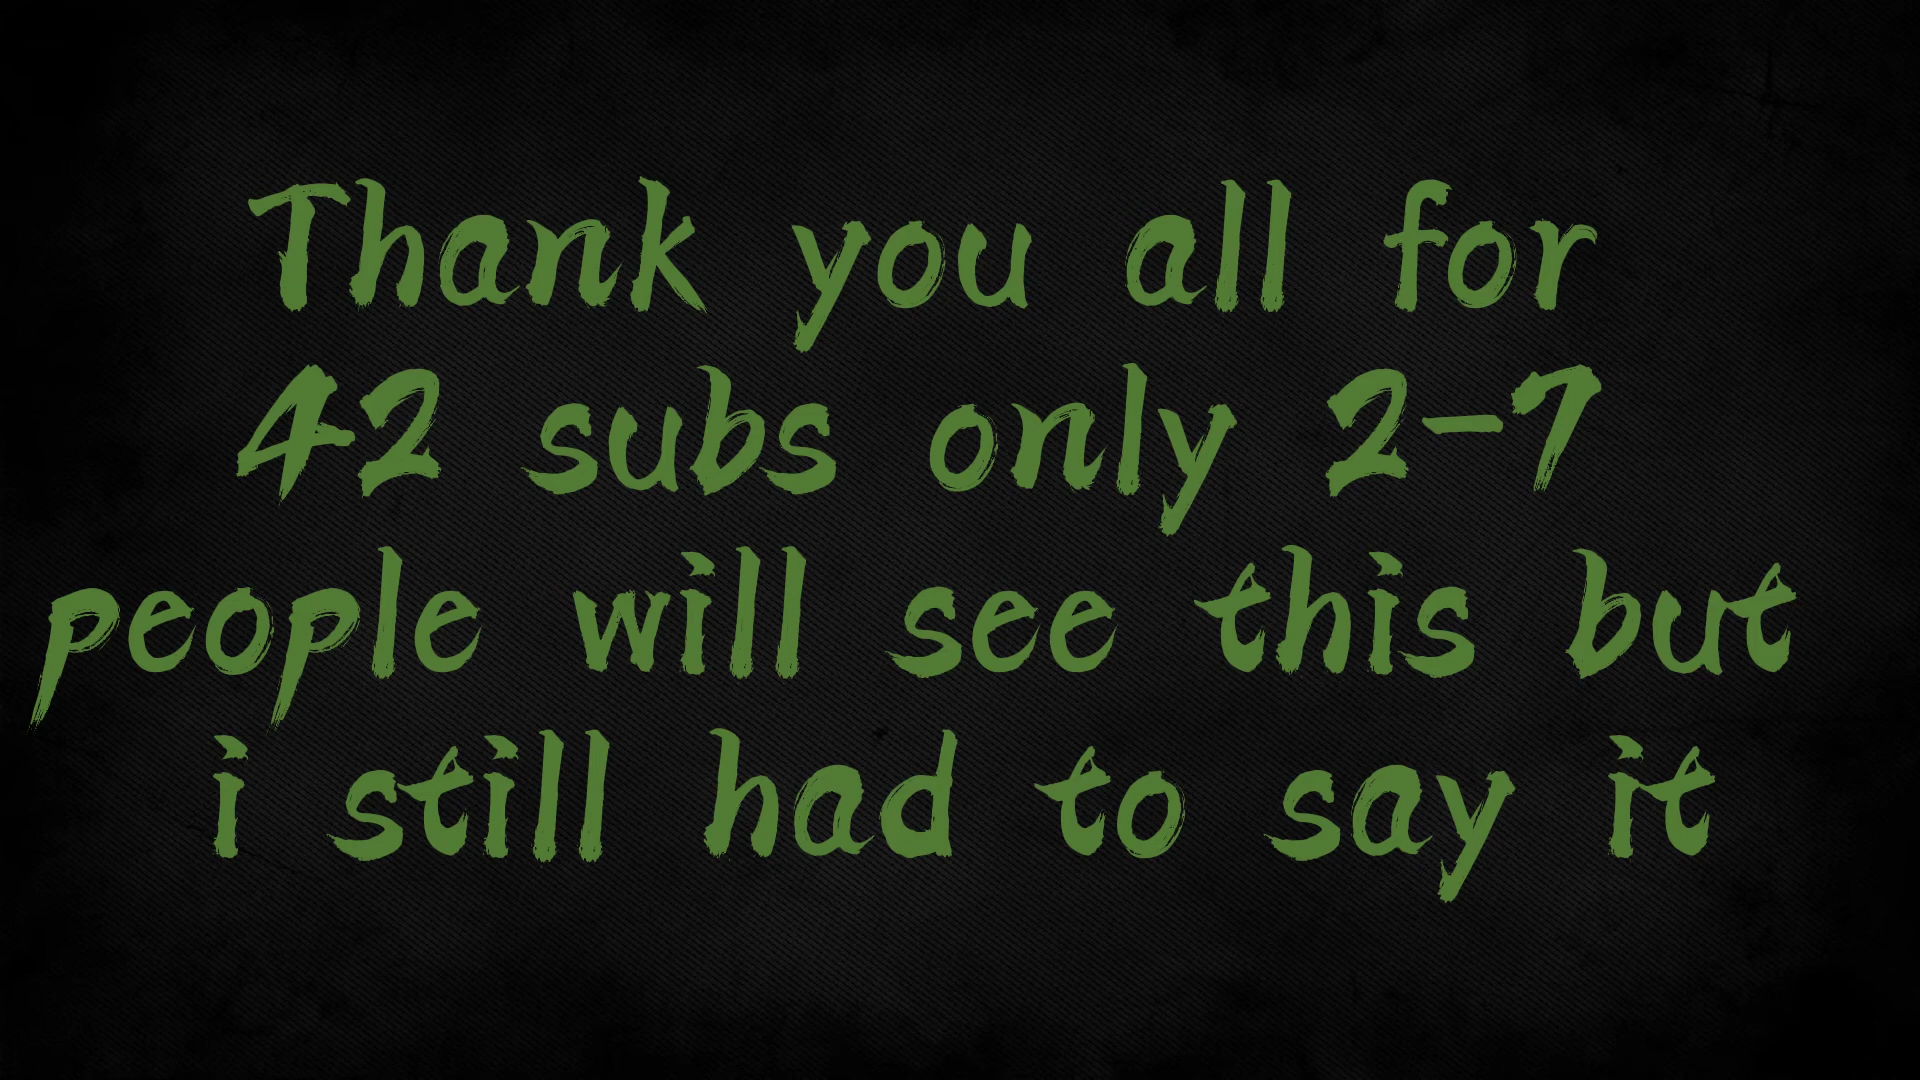 Thank you all for
42 subs only 2-7
people will see this but
i still had to say it